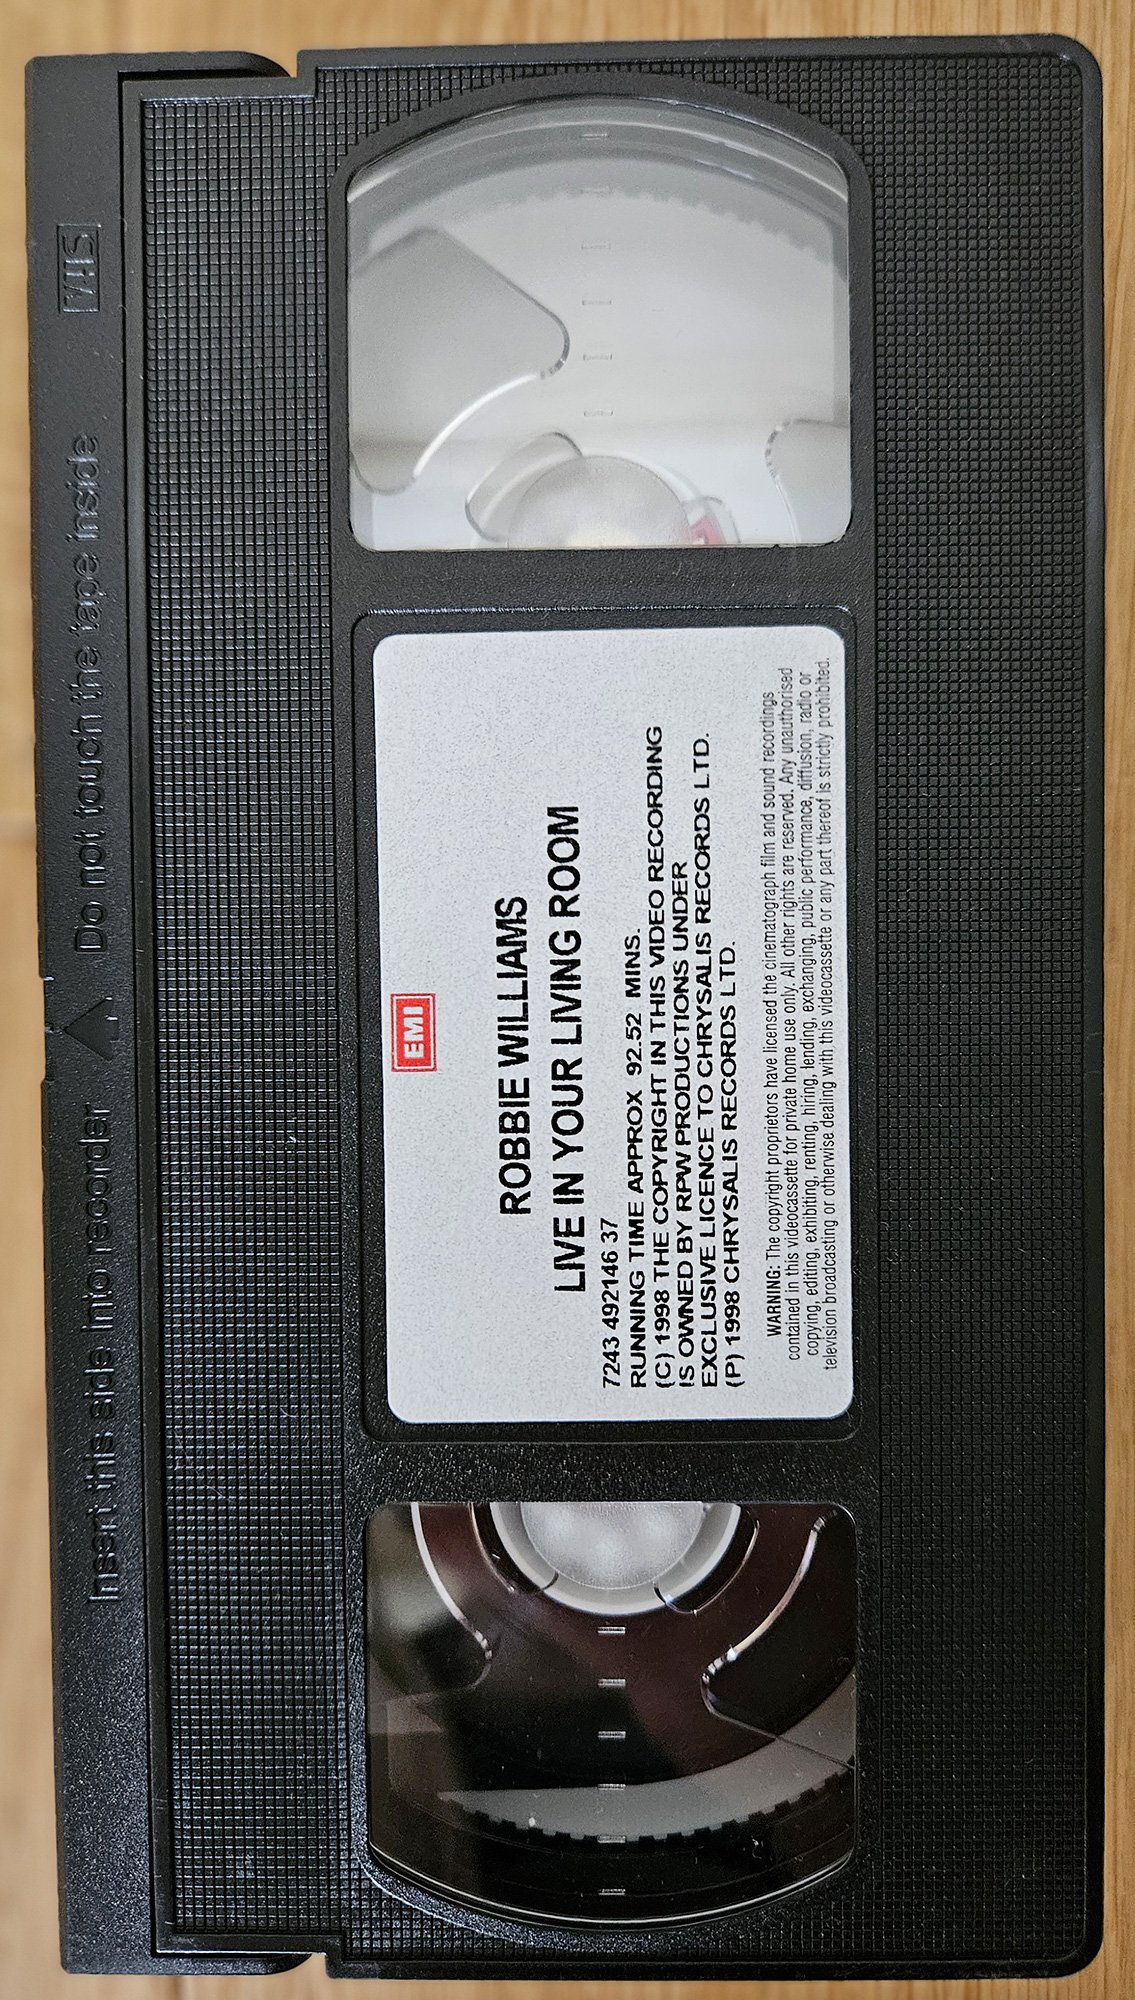 VHS
Insert this side into recorder
Do not touch the tape inside
EMI
ROBBIE WILLIAMS
LIVE IN YOUR LIVING ROOM
7243 492146 37
RUNNING TIME APPROX 92.52 MINS.
(C) 1998 THE COPYRIGHT IN THIS VIDEO RECORDING
IS OWNED BY RPW PRODUCTIONS UNDER
EXCLUSIVE LICENCE TO CHRYSALIS RECORDS LTD.
(P) 1998 CHRYSALIS RECORDS LTD.
WARNING: The copyright proprietors have licensed the cinematograph film and sound recordings
contained in this videocassette for private home use only. All other rights are reserved. Any unauthorised
copying, editing, exhibiting, renting, hiring, lending, exchanging, public performance, diffusion, radio or
television broadcasting or otherwise dealing with this videocassette or any part thereof is strictly prohibited.